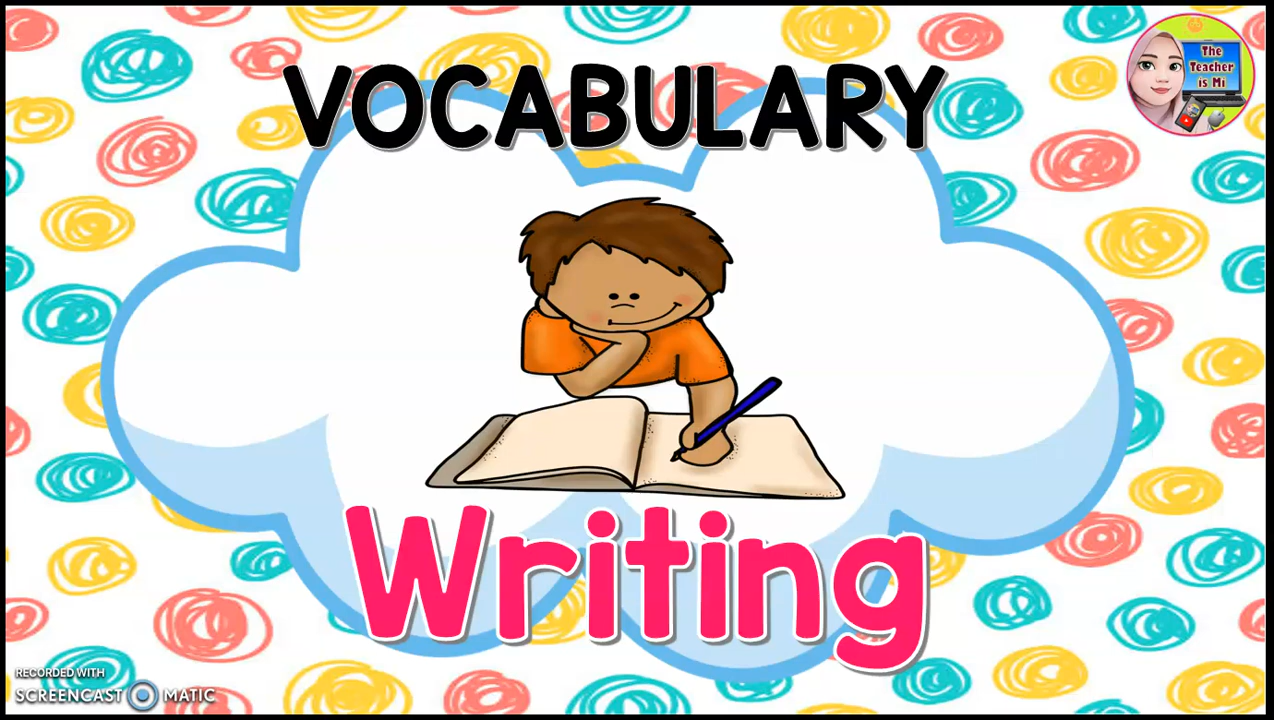 VOCABULARY
The
Teacher
is Mi
Writing
RECORDED WITH
SCREENCAST MATIC